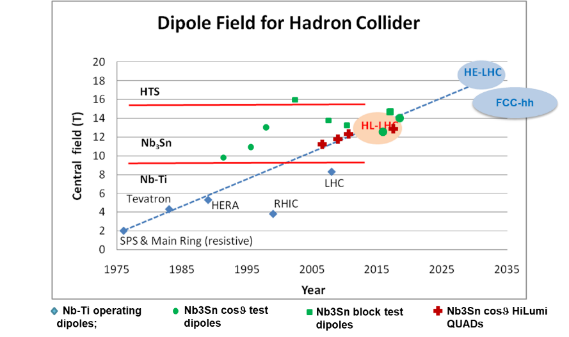 Dipole Field for Hadron Collider
20
18
16
14
12
10
8
6
4
2
0
Central field (T)
HTS
Nb3Sn
Nb-Ti
HE-LHC
FCC-hh
HL-LHC
LHC
Tevatron
HERA
RHIC
SPS & Main Ring (resistive)
1975 1985 1995 2005 2015 2025 2035
Year
Nb-Ti operating
dipoles;
Nb3Sn cosϑ test
dipoles
Nb3Sn block test
dipoles
Nb3Sn cosϑ HiLumi
QUADs